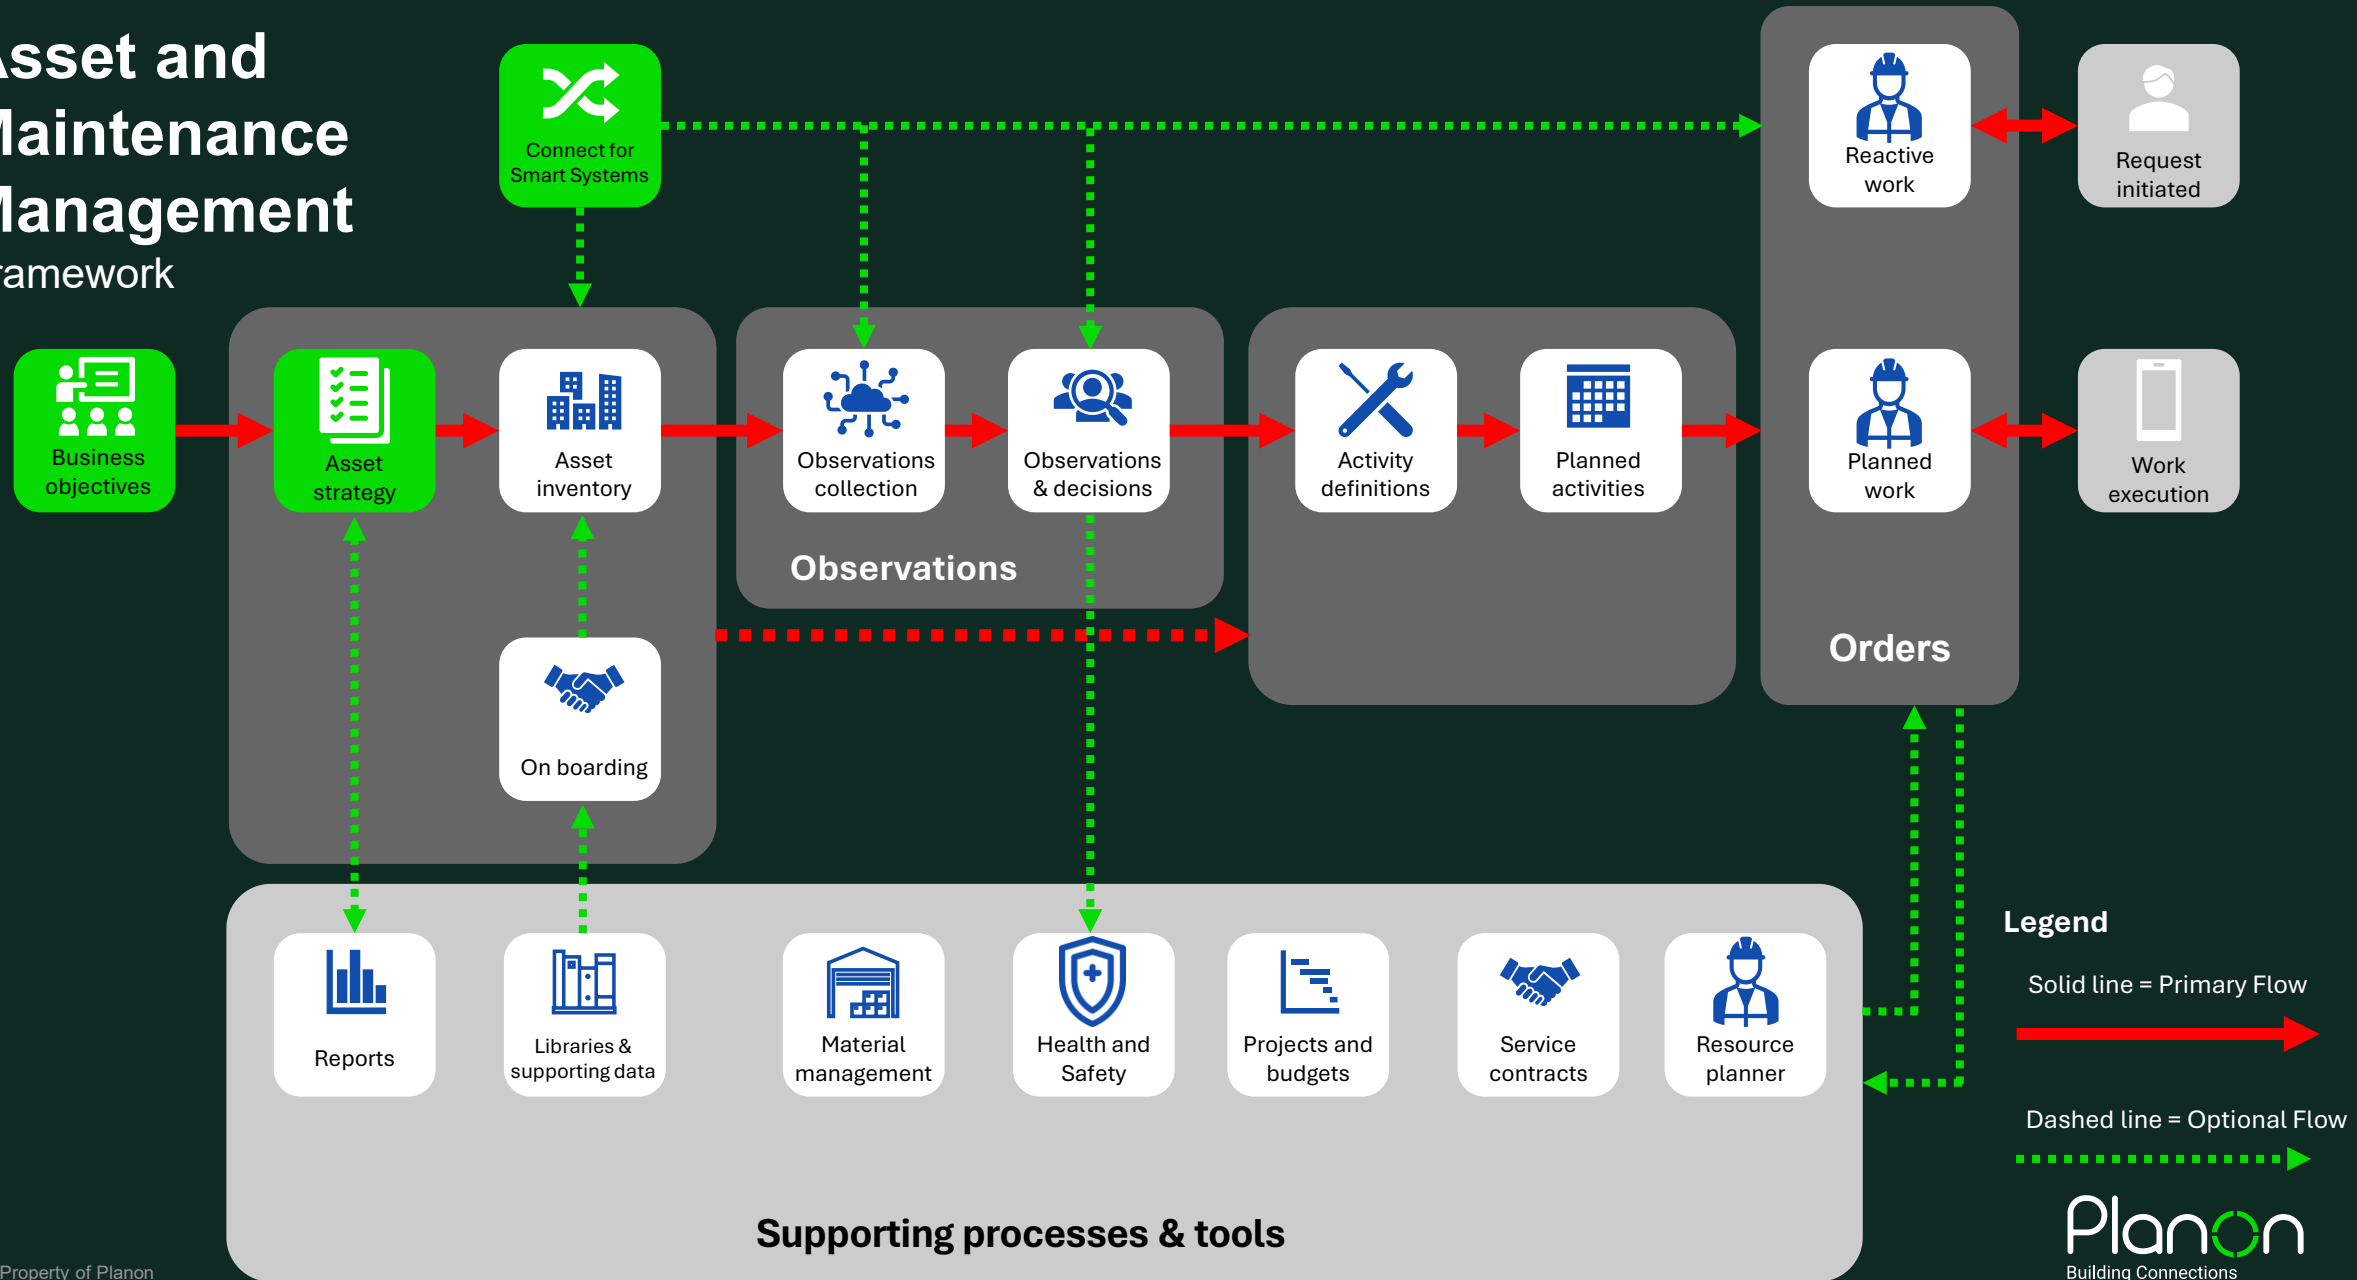 Asset and
Maintenance
Management
ramework
Connect for
Smart Systems
Reactive
work
Request
initiated
Business
objectives
Asset
strategy
Asset
inventory
Observations
collection
Observations
& decisions
Activity
definitions
Planned
activities
Planned
work
Work
execution
Observations
Orders
On boarding
Reports
Libraries &
supporting data
Material
management
Health and
Safety
Projects and
budgets
Service
contracts
Resource
planner
Supporting processes & tools
Legend
Solid line = Primary Flow
Dashed line = Optional Flow
Planon
Building Connections
Property of Planon